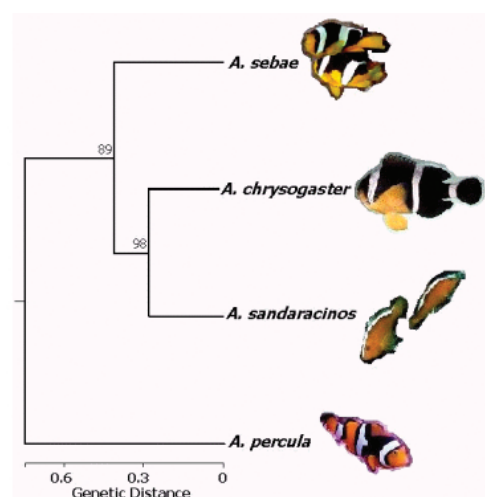 A. sebae
89
A. chrysogaster
98
A. sandaracinos
A. percula
0.6 0.3 0
Genetic Distance